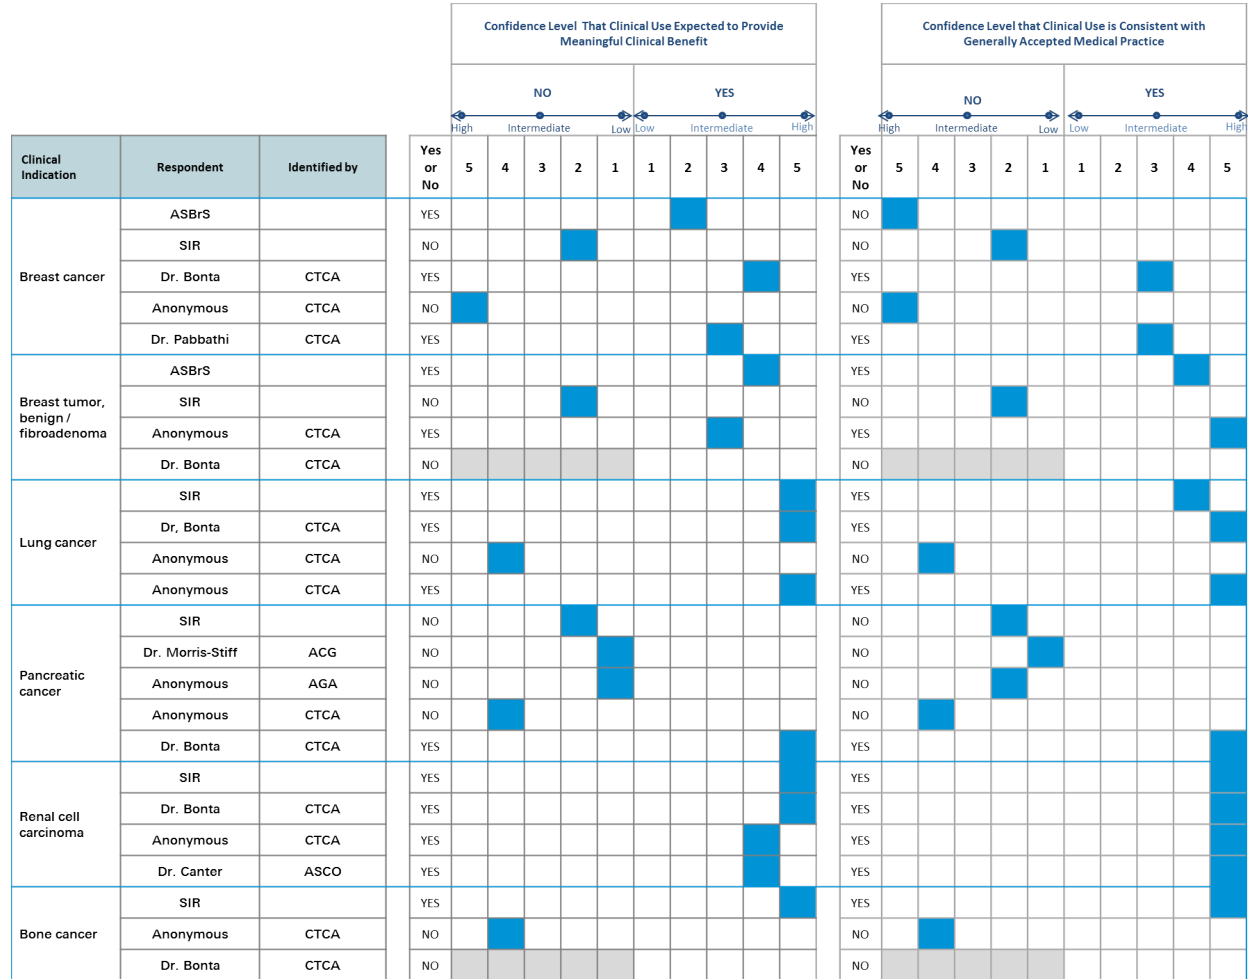 Confidence Level That Clinical Use Expected to Provide
Meaningful Clinical Benefit
Confidence Level that Clinical Use is Consistent with
Generally Accepted Medical Practice
NO YES
NO YES
High Intermediate Low Low Intermediate High
High Intermediate Low Low Intermediate High
Clinical
Indication
Respondent
Identified by
Yes
or
No
5 4 3 2 1 1 2 3 4 5
Yes
or
No
5 4 3 2 1 1 2 3 4 5
Breast cancer
ASBrS YES NO
SIR NO NO
Dr. Bonta CTCA YES YES
Anonymous CTCA NO NO
Dr. Pabbathi CTCA YES YES
Breast tumor,
benign /
fibroadenoma
ASBrS YES YES
SIR NO NO
Anonymous CTCA YES YES
Dr. Bonta CTCA NO NO
Lung cancer
SIR YES YES
Dr, Bonta CTCA YES YES
Anonymous CTCA NO NO
Anonymous CTCA YES YES
Pancreatic
cancer
SIR NO NO
Dr. Morris-Stiff ACG NO NO
Anonymous AGA NO NO
Anonymous CTCA NO NO
Dr. Bonta CTCA YES YES
Renal cell
carcinoma
SIR YES YES
Dr. Bonta CTCA YES YES
Anonymous CTCA YES YES
Dr. Canter ASCO YES YES
Bone cancer
SIR YES YES
Anonymous CTCA NO NO
Dr. Bonta CTCA NO NO